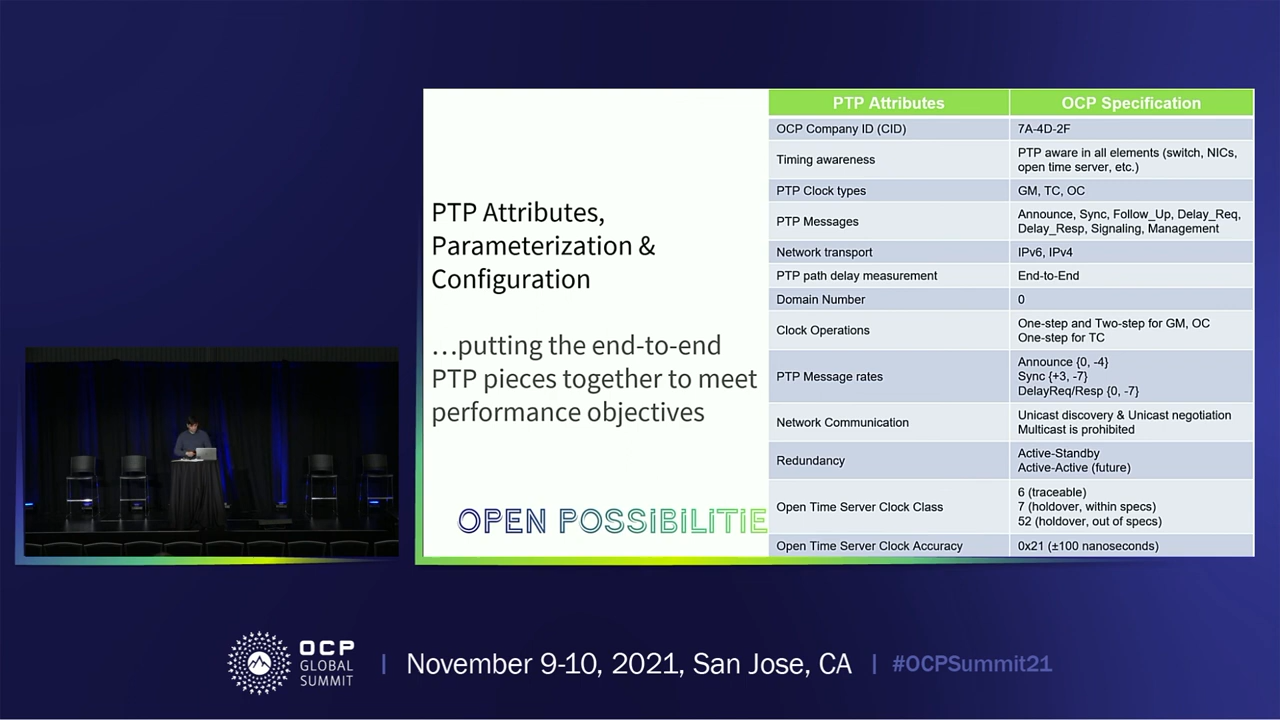 PTP Attributes,
Parameterization &
Configuration
…putting the end-to-end
PTP pieces together to meet
performance objectives
OPEN POSSIBILITIE
PTP Attributes OCP Specification
OCP Company ID (CID) 7A-4D-2F
Timing awareness PTP aware in all elements (switch, NICs,
open time server, etc.)
PTP Clock types GM, TC, OC
PTP Messages Announce, Sync, Follow_Up, Delay_Req,
Delay_Resp, Signaling, Management
Network transport IPv6, IPv4
PTP path delay measurement End-to-End
Domain Number 0
Clock Operations One-step and Two-step for GM, OC
One-step for TC
PTP Message rates Announce {0, -4}
Sync {+3, -7}
DelayReq/Resp {0, -7}
Network Communication Unicast discovery & Unicast negotiation
Multicast is prohibited
Redundancy Active-Standby
Active-Active (future)
Open Time Server Clock Class 6 (traceable)
7 (holdover, within specs)
52 (holdover, out of specs)
Open Time Server Clock Accuracy 0x21 (±100 nanoseconds)
OCP
GLOBAL
SUMMIT
November 9-10, 2021, San Jose, CA
#OCPSummit21